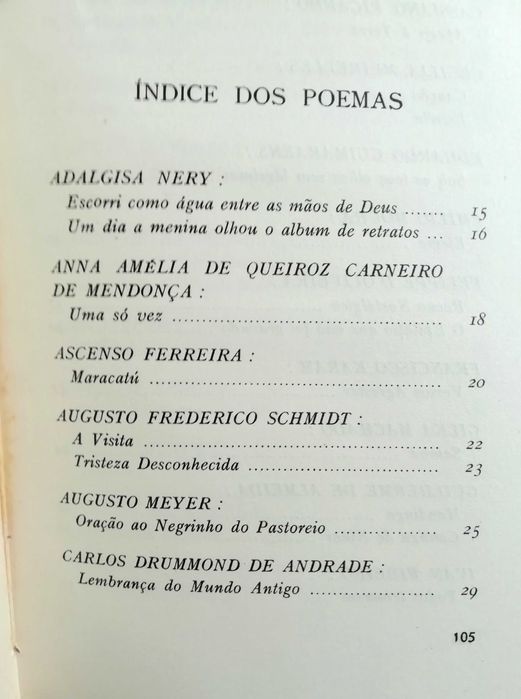 ÍNDICE DOS POEMAS
ADALGISA NERY :
Escorri como água entre as mãos de Deus ....... 15
Um dia a menina olhou o album de retratos ... 16
ANNA AMÉLIA DE QUEIROZ CARNEIRO
DE MENDONÇA :
Uma só vez ................................................ 18
ASCENSO FERREIRA :
Maracatú .................................................... 20
AUGUSTO FREDERICO SCHMIDT :
A Visita ...................................................... 22
Tristeza Desconhecida .................................. 23
AUGUSTO MEYER :
Oração ao Negrinho do Pastoreio .................. 25
CARLOS DRUMMOND DE ANDRADE :
Lembrança do Mundo Antigo ...................... 29
105